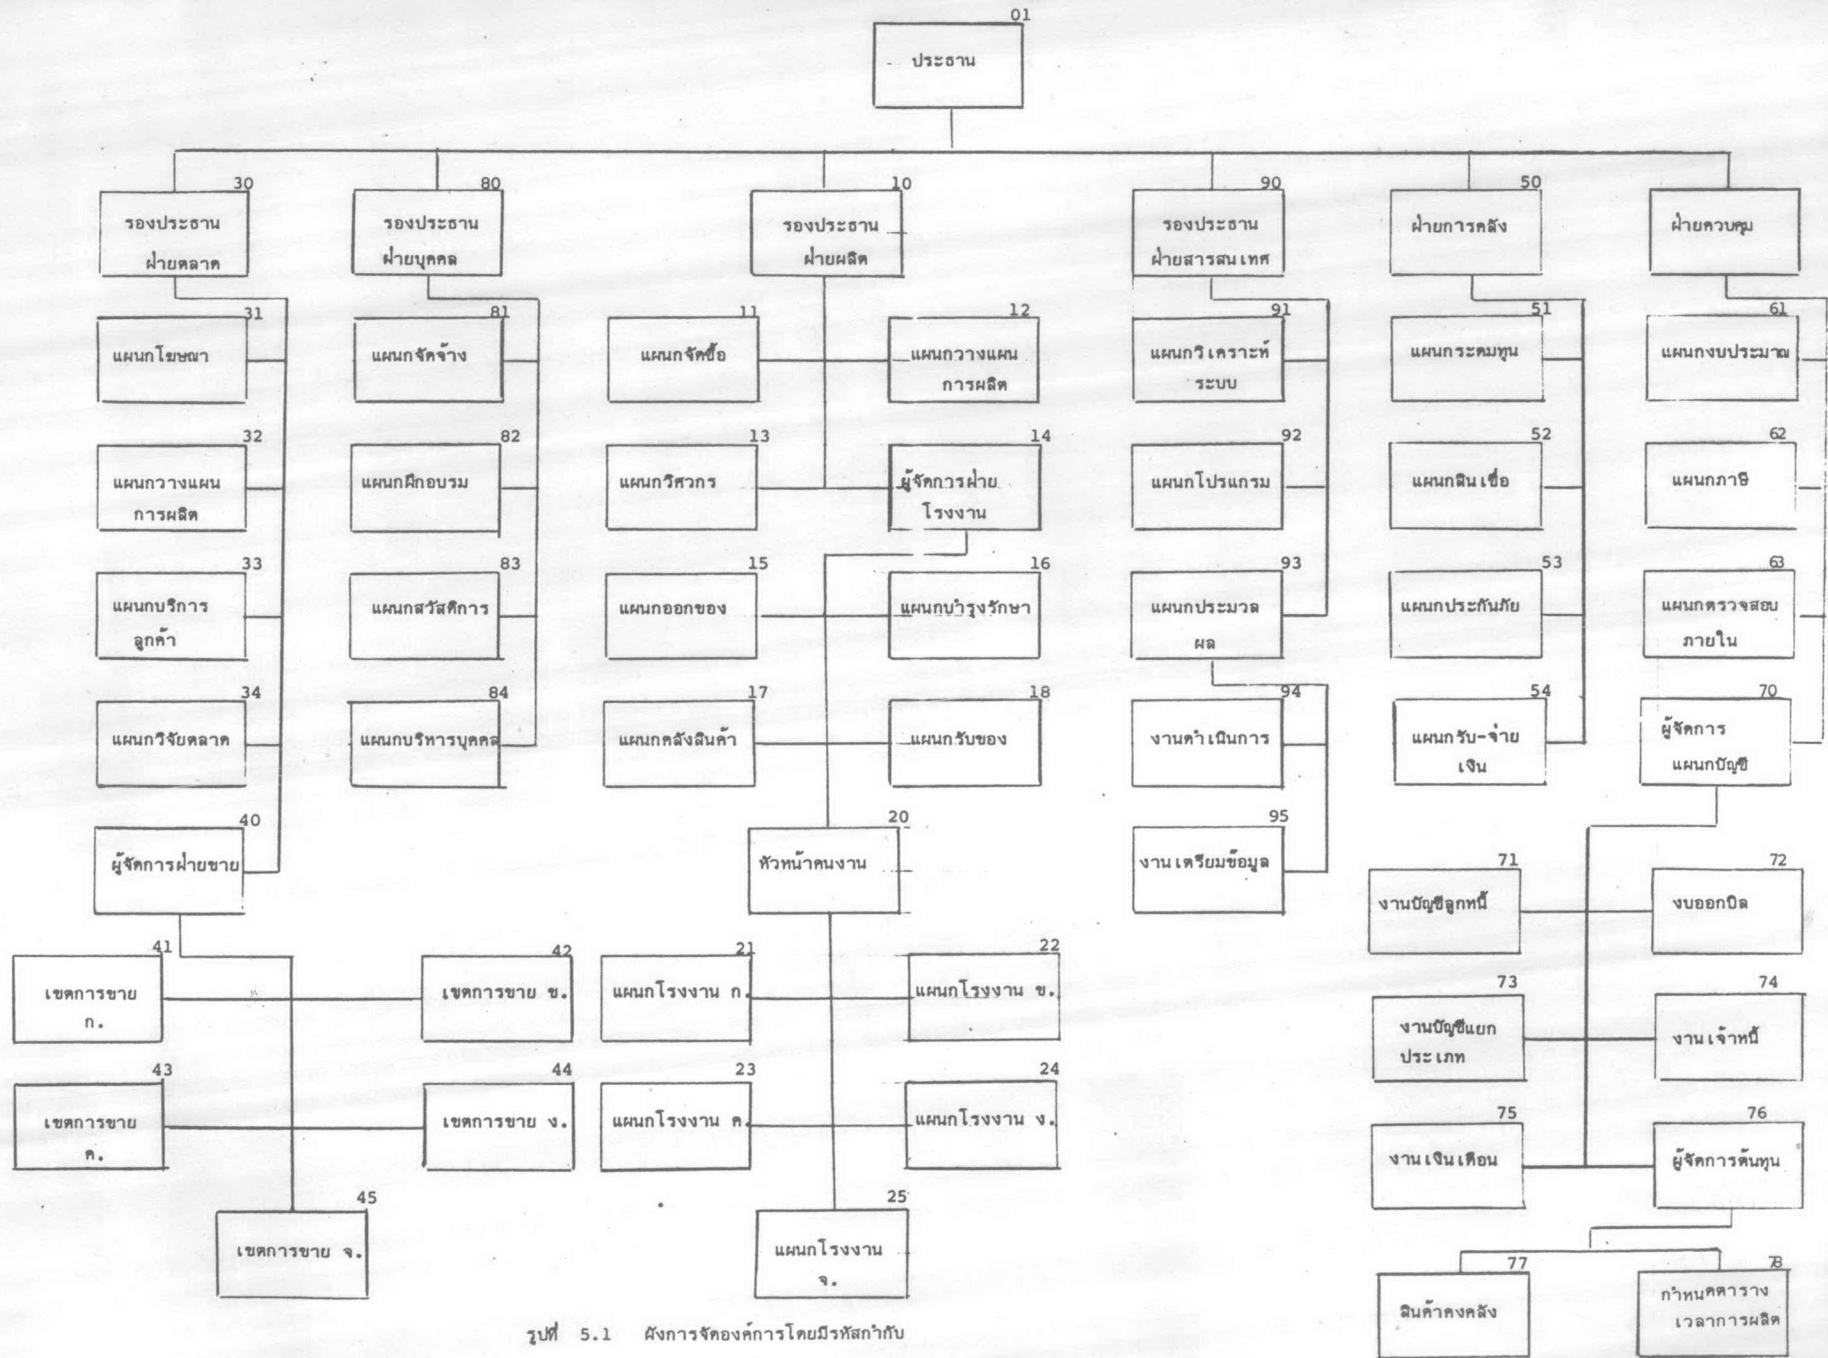 01
ประธาน
30
80
10
90
50
รองประธาน
ฝ่ายตลาด
รองประธาน
ฝ่ายบุคคล
รองประธาน
ฝ่ายผลิต
รองประธาน
ฝ่ายสารสนเทศ
ฝ่ายการคลัง
ฝ่ายควบคุม
31
81
11
12
91
51
61
แผนกโฆษณา
แผนกจัดจ้าง
แผนกจัดซื้อ
แผนกวางแผน
การผลิต
แผนกวิเคราะห์
ระบบ
แผนกระดมทุน
แผนกงบประมาณ
32
82
13
14
92
52
62
แผนกวางแผน
การผลิต
แผนกฝึกอบรม
แผนกวิศวกร
ผู้จัดการฝ่าย
โรงงาน
แผนกโปรแกรม
แผนกสินเชื่อ
แผนกภาษี
33
83
15
16
93
53
63
แผนกบริการ
ลูกค้า
แผนกสวัสดิการ
แผนกออกของ
แผนกบำรุงรักษา
แผนกประมวล
ผล
แผนกประกันภัย
แผนกตรวจสอบ
ภายใน
34
84
17
18
94
54
70
แผนกวิจัยตลาด
แผนกบริหารบุคคล
แผนกคลังสินค้า
แผนกรับของ
งานดำเนินการ
แผนกรับ-จ่าย
เงิน
ผู้จัดการ
แผนกบัญชี
40
20
95
ผู้จัดการฝ่ายขาย
หัวหน้าคนงาน
งานเตรียมข้อมูล
71
72
งานบัญชีลูกหนี้
งบออกบิล
41
42
21
22
เขตการขาย
ก.
เขตการขาย ข.
แผนกโรงงาน ก.
แผนกโรงงาน ข.
73
74
งานบัญชีแยก
ประเภท
งานเจ้าหนี้
43
44
23
24
เขตการขาย
ค.
เขตการขาย ง.
แผนกโรงงาน ค.
แผนกโรงงาน ง.
75
76
งานเงินเดือน
ผู้จัดการต้นทุน
45
25
เขตการขาย จ.
แผนกโรงงาน
จ.
77
78
สินค้าคงคลัง
กำหนดตาราง
เวลาการผลิต
รูปที่ 5.1 ผังการจัดองค์การโดยมีรหัสกำกับ